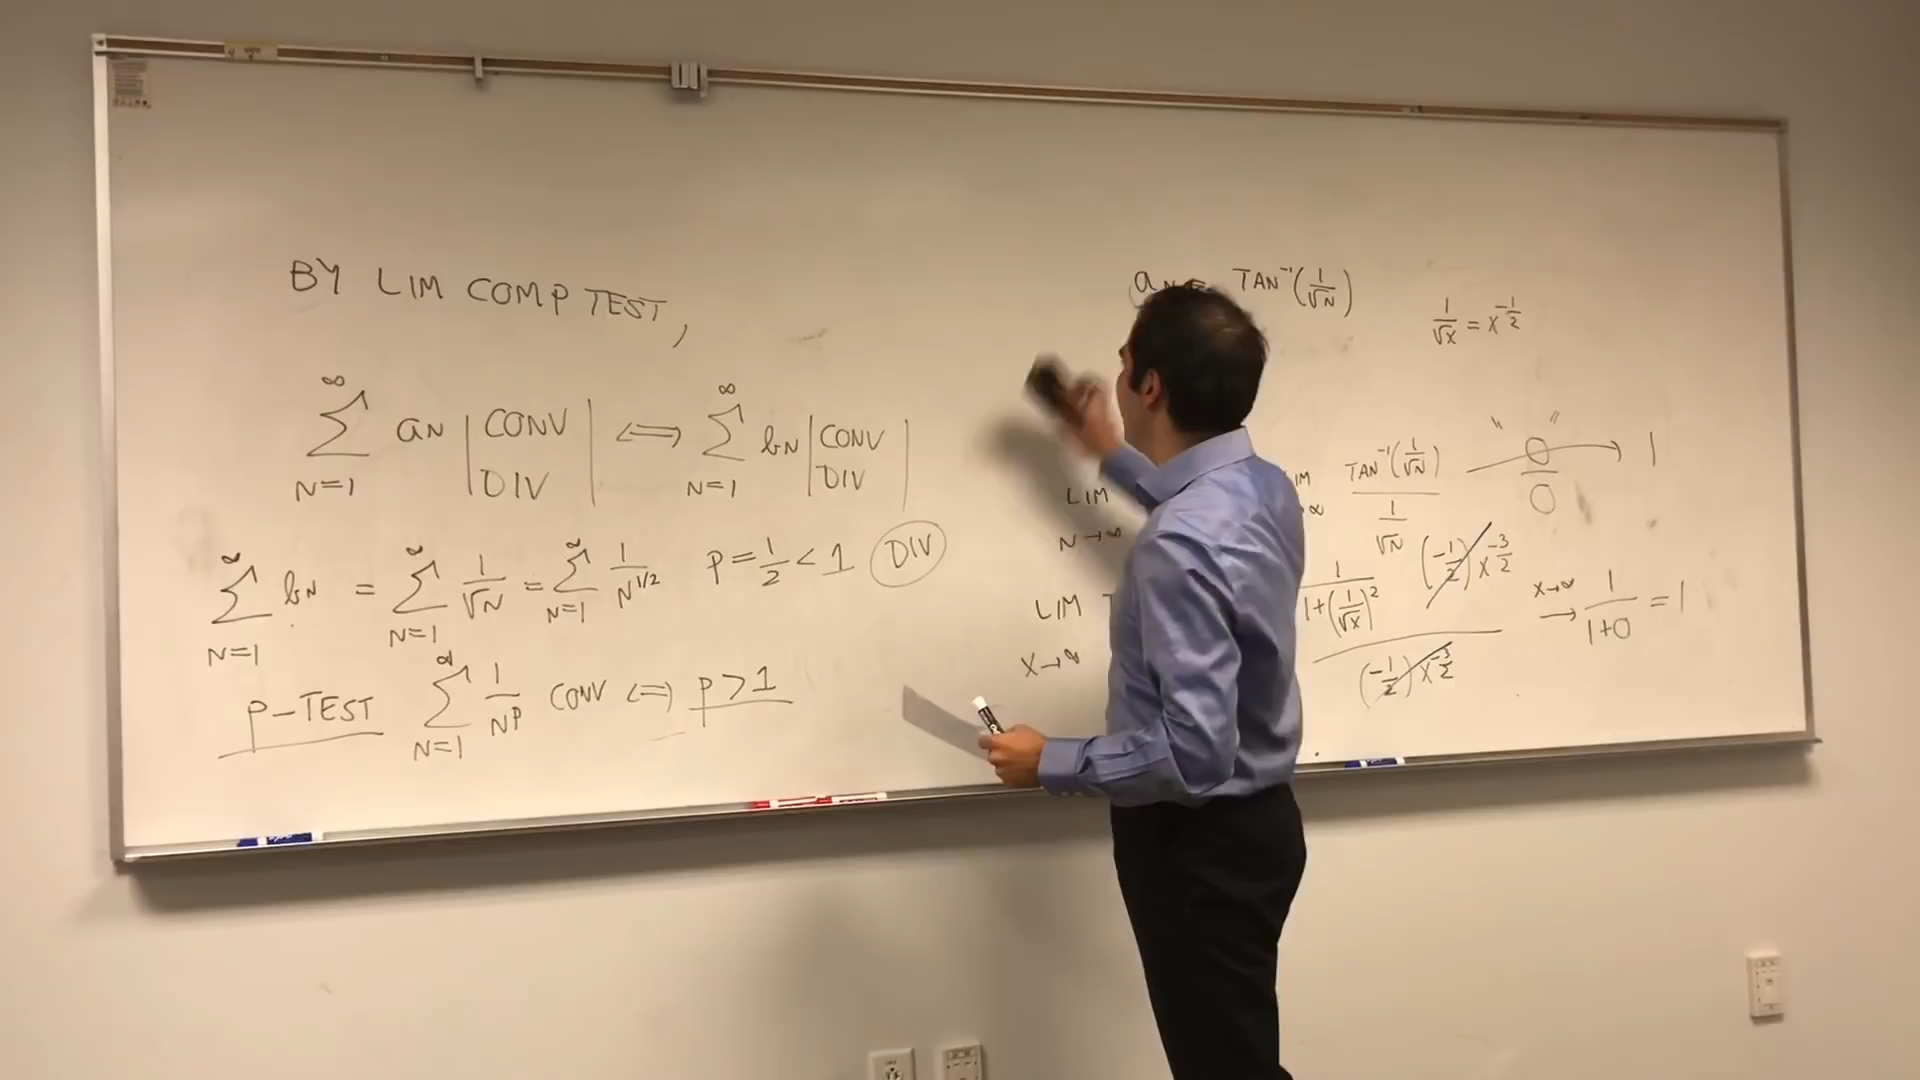 BY LIM COMP TEST,
∞ ∑ N=1 aN | CONV DIV | ⟺ ∞ ∑ N=1 bN | CONV DIV |
∞ ∑ N=1 bN = ∞ ∑ N=1 1/√N = ∞ ∑ N=1 1/N^1/2 P = 1/2 < 1 DIV
P-TEST ∞ ∑ N=1 1/N^P CONV ⟺ P > 1
aN = TAN⁻¹(1/√N)
1/√x = x^-1/2
LIM N→∞
TAN⁻¹(1/√N) / 1/√N
" 0/0 " → 1
LIM x→∞
1/(1+(1/√x)²) (-1/2)x^-3/2 / (-1/2)x^-3/2
x→∞ → 1/(1+0) = 1